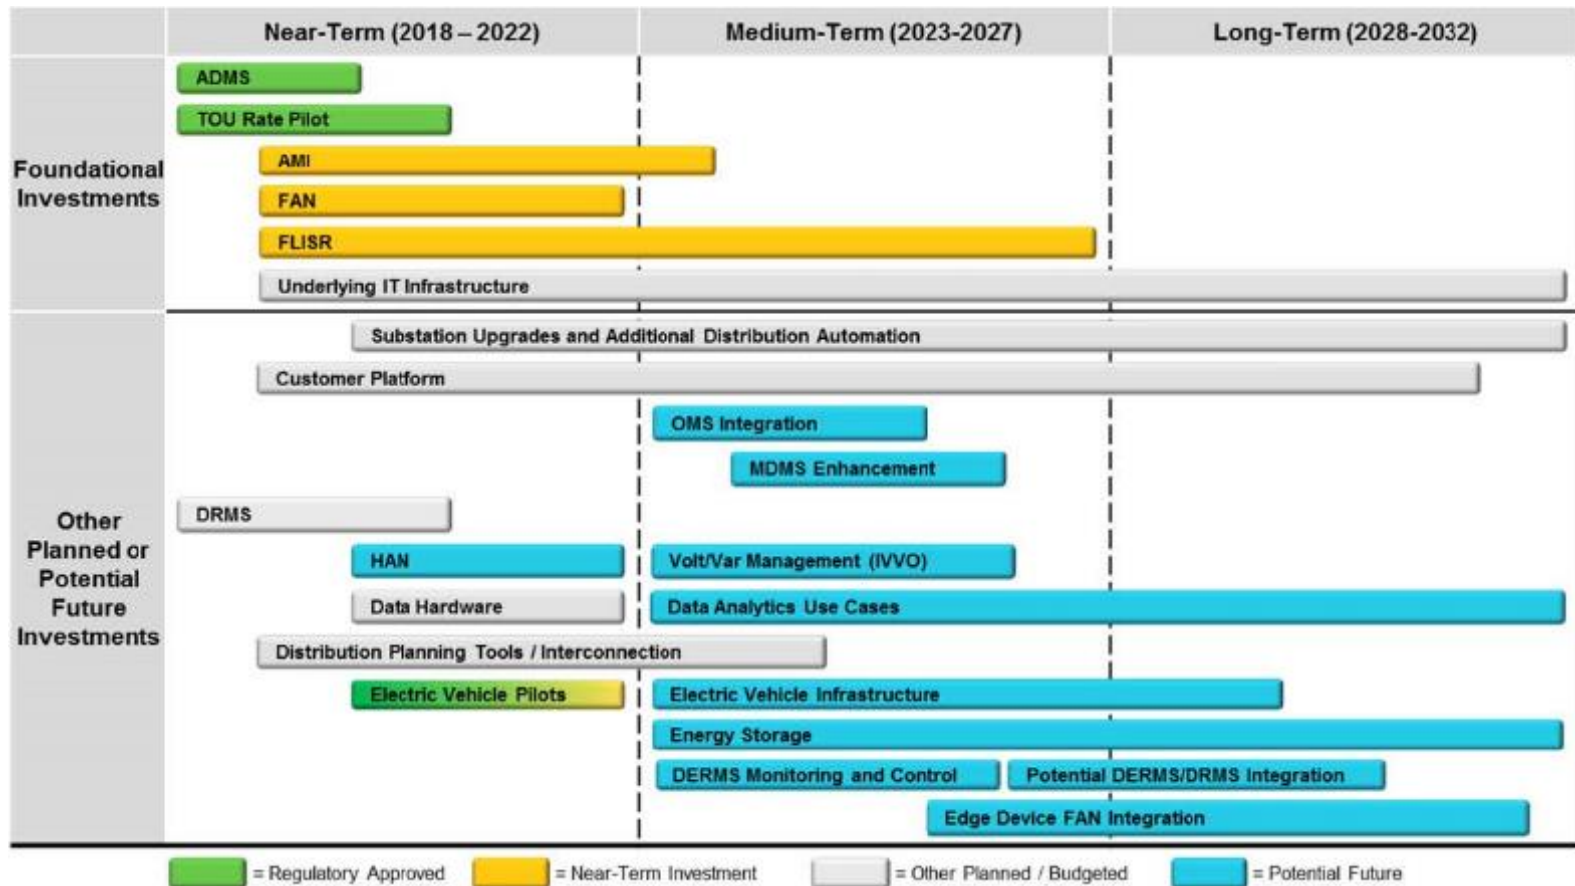 Near-Term (2018 – 2022)
Medium-Term (2023-2027)
Long-Term (2028-2032)
Foundational
Investments
ADMS
TOU Rate Pilot
AMI
FAN
FLISR
Underlying IT Infrastructure
Other
Planned or
Potential
Future
Investments
Substation Upgrades and Additional Distribution Automation
Customer Platform
OMS Integration
MDMS Enhancement
DRMS
HAN
Volt/Var Management (IVVO)
Data Hardware
Data Analytics Use Cases
Distribution Planning Tools / Interconnection
Electric Vehicle Pilots
Electric Vehicle Infrastructure
Energy Storage
DERMS Monitoring and Control
Potential DERMS/DRMS Integration
Edge Device FAN Integration
= Regulatory Approved
= Near-Term Investment
= Other Planned / Budgeted
= Potential Future